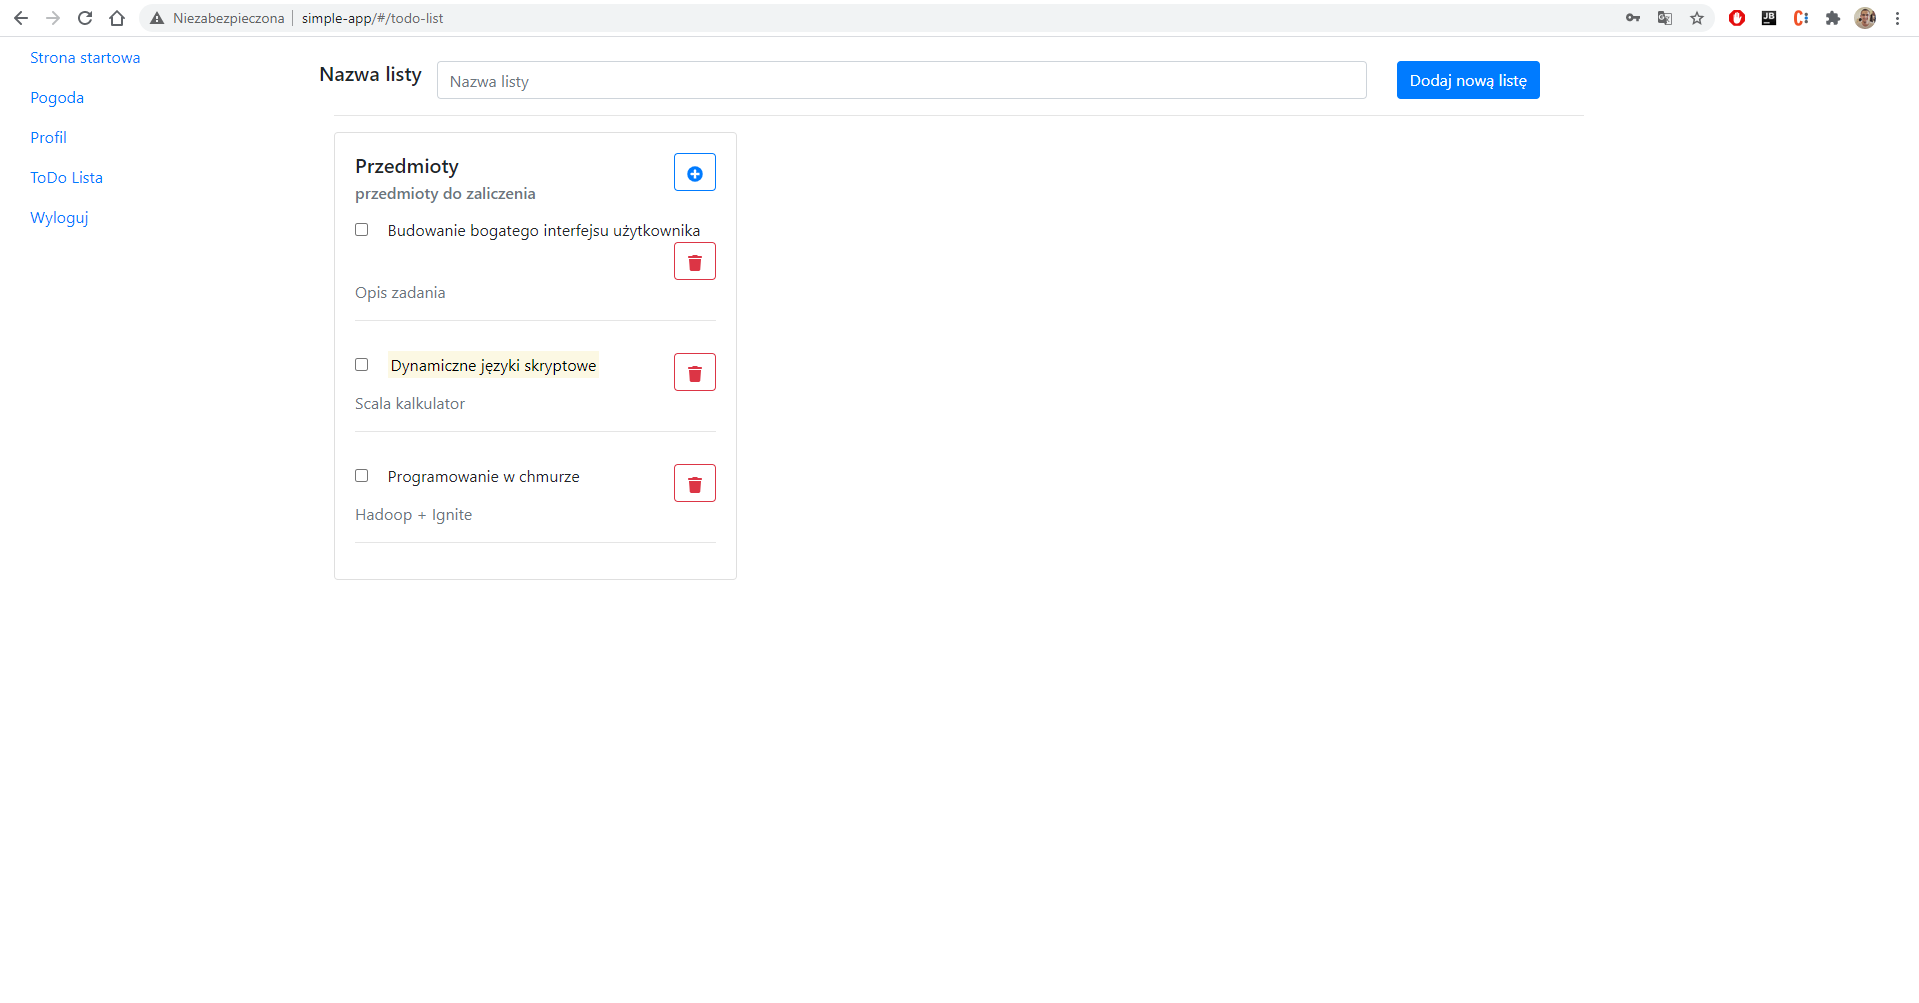 Niezabezpieczona simple-app/#/todo-list
JB
Strona startowa
Pogoda
Profil
ToDo Lista
Wyloguj
Nazwa listy Nazwa listy Dodaj nową listę
Przedmioty
przedmioty do zaliczenia
Budowanie bogatego interfejsu użytkownika
Opis zadania
Dynamiczne języki skryptowe
Scala kalkulator
Programowanie w chmurze
Hadoop + Ignite